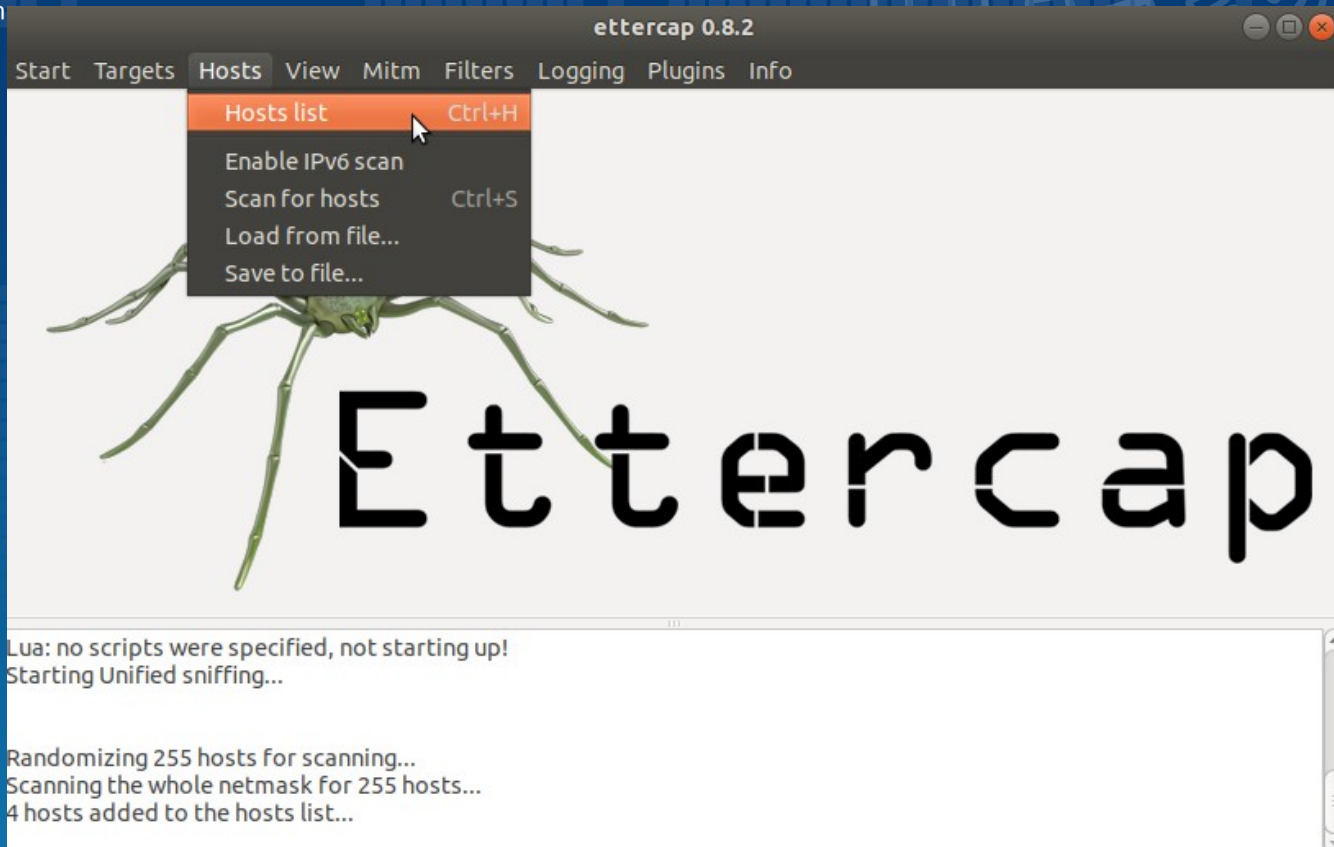 n
ettercap 0.8.2
Start Targets Hosts View Mitm Filters Logging Plugins Info
Hosts list Ctrl+H
Enable IPv6 scan
Scan for hosts Ctrl+S
Load from file...
Save to file...
Ettercap
Lua: no scripts were specified, not starting up!
Starting Unified sniffing...
Randomizing 255 hosts for scanning...
Scanning the whole netmask for 255 hosts...
4 hosts added to the hosts list...